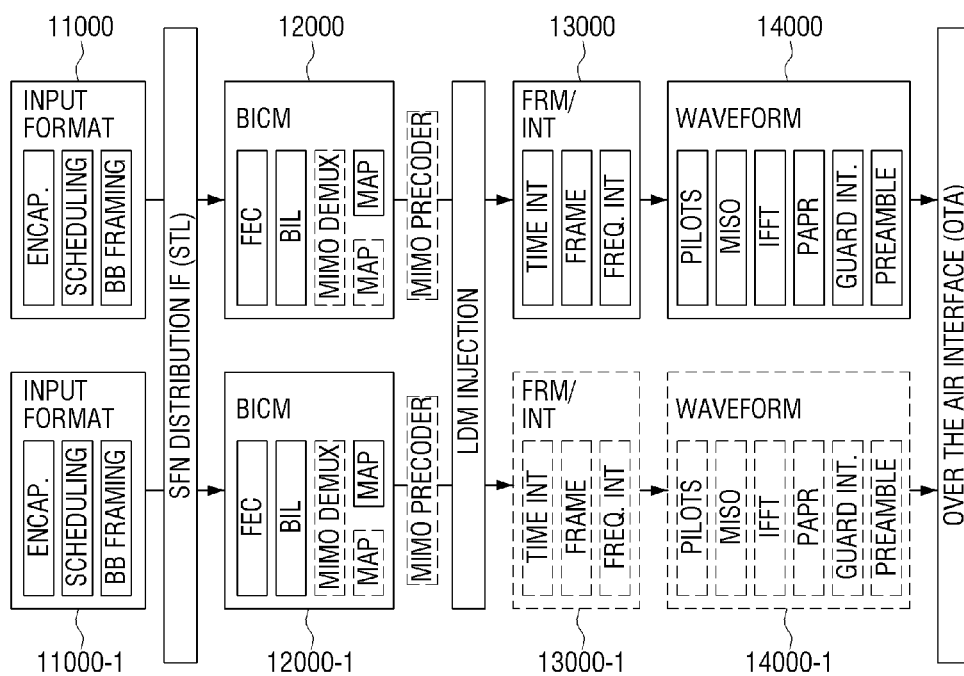 11000
12000
13000
14000
INPUT
FORMAT
ENCAP.
SCHEDULING
BB FRAMING
SFN DISTRIBUTION IF (STL)
BICM
FEC
BIL
MIMO DEMUX
MAP
MAP
MIMO PRECODER
LDM INJECTION
FRM/
INT
TIME INT
FRAME
FREQ. INT
WAVEFORM
PILOTS
MISO
IFFT
PAPR
GUARD INT.
PREAMBLE
OVER THE AIR INTERFACE (OTA)
INPUT
FORMAT
ENCAP.
SCHEDULING
BB FRAMING
BICM
FEC
BIL
MIMO DEMUX
MAP
MAP
MIMO PRECODER
FRM/
INT
TIME INT
FRAME
FREQ. INT
WAVEFORM
PILOTS
MISO
IFFT
PAPR
GUARD INT.
PREAMBLE
11000-1
12000-1
13000-1
14000-1